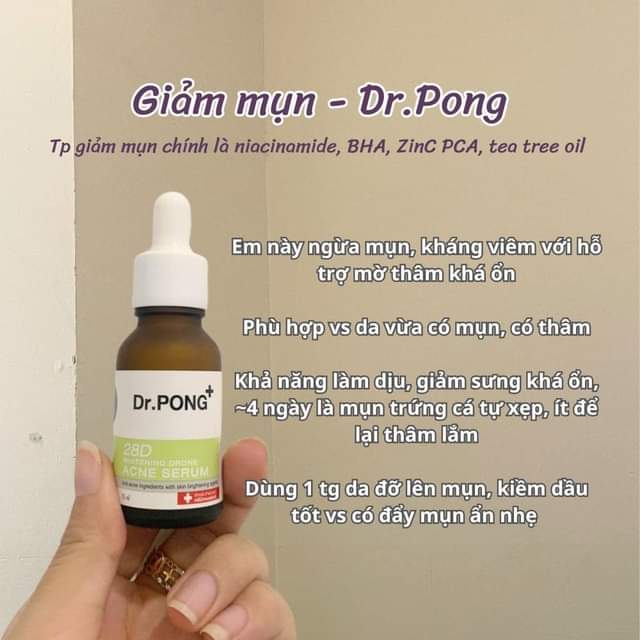 Giảm mụn - Dr.Pong
Tp giảm mụn chính là niacinamide, BHA, ZinC PCA, tea tree oil
Em này ngừa mụn, kháng viêm với hỗ
trợ mờ thâm khá ổn
Phù hợp vs da vừa có mụn, có thâm
Khả năng làm dịu, giảm sưng khá ổn,
~4 ngày là mụn trứng cá tự xẹp, ít để
lại thâm lắm
Dùng 1 tg da đỡ lên mụn, kiềm dầu
tốt vs có đẩy mụn ẩn nhẹ
Dr.PONG+
28D
WHITENING DRONE
ACNE SERUM